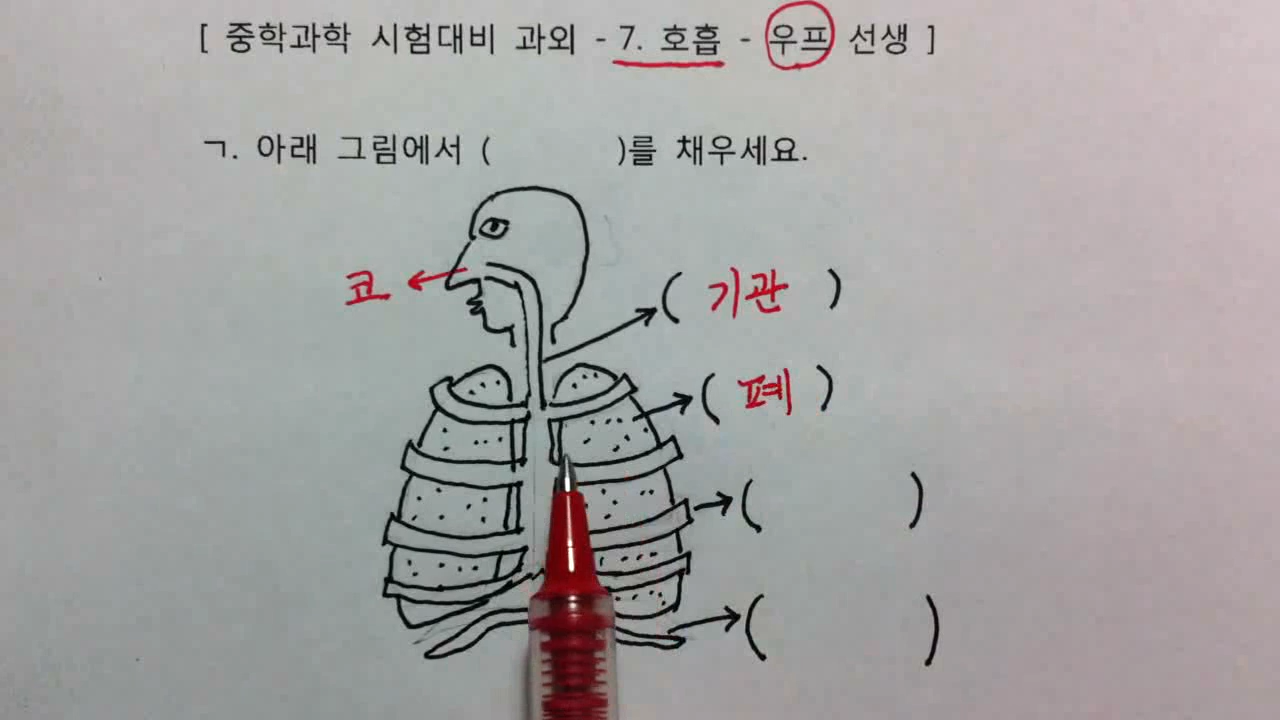 [ 중학과학 시험대비 과외 - 7. 호흡 - 우프 선생 ]
ㄱ. 아래 그림에서 ( )를 채우세요.
코
( 기관 )
( 폐 )
( )
( )